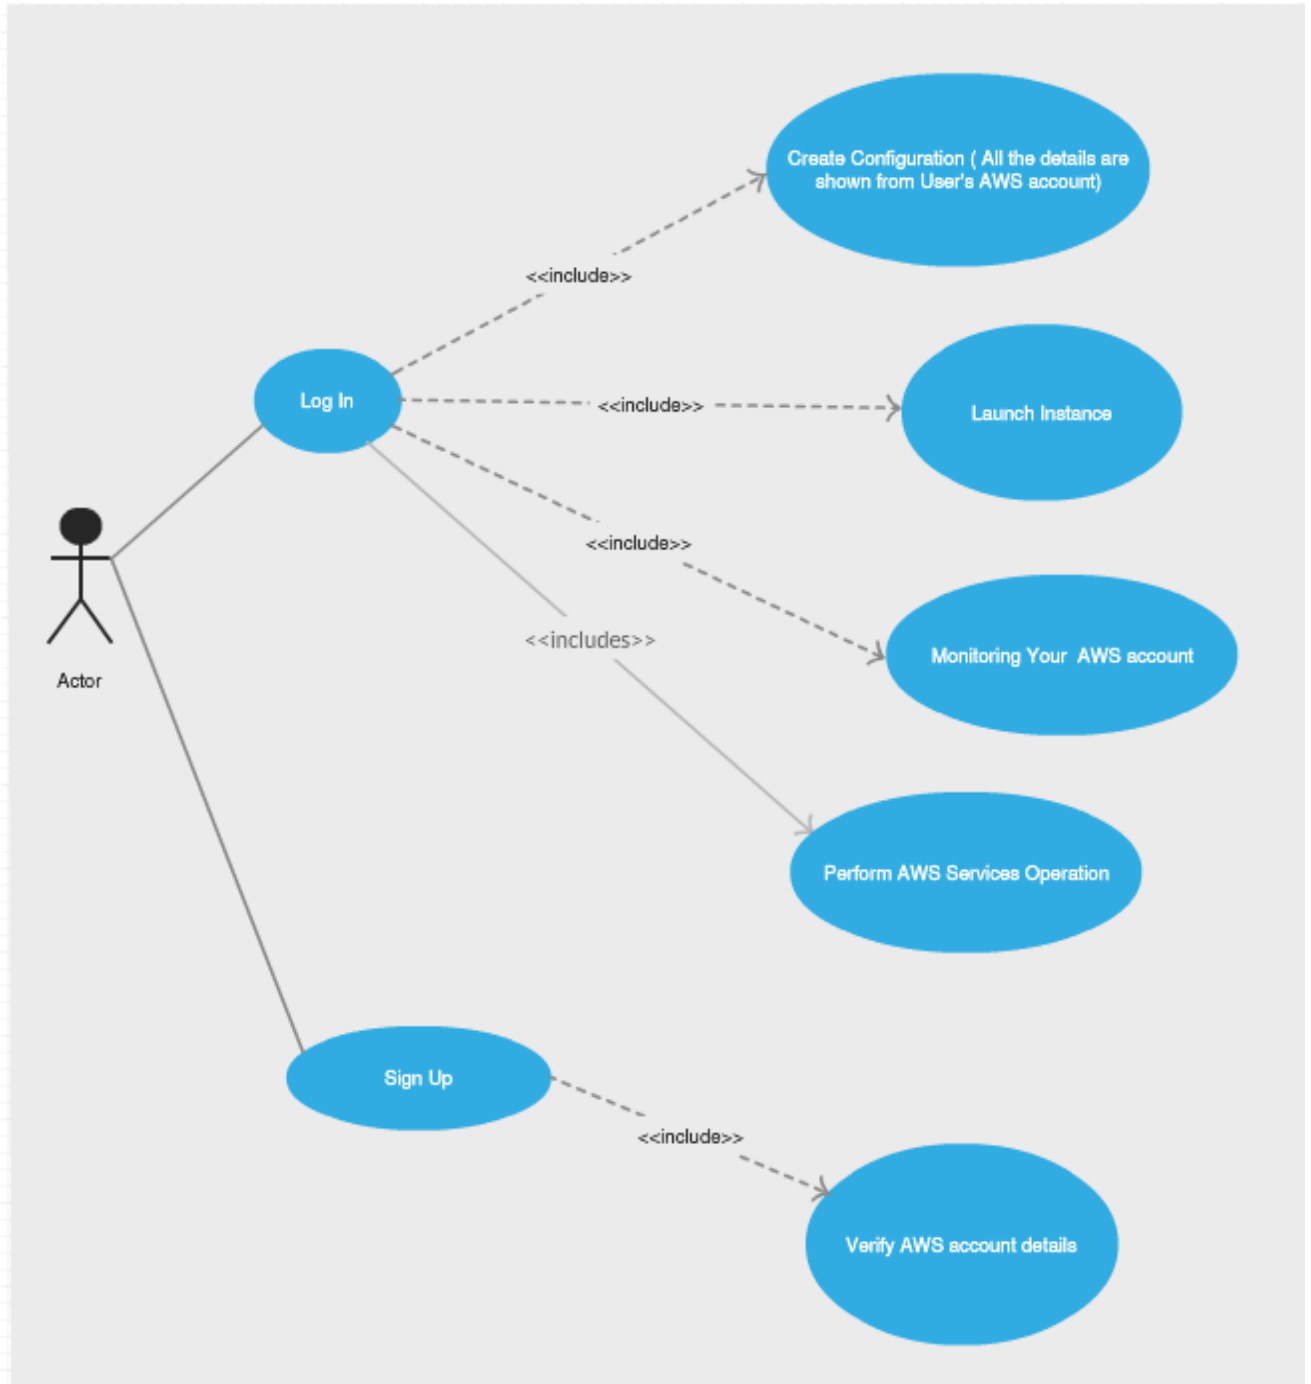 Create Configuration ( All the details are
shown from User's AWS account)
<<include>>
Log In
<<include>>
Launch Instance
<<include>>
<<includes>>
Monitoring Your  AWS account
Actor
Perform AWS Services Operation
Sign Up
<<include>>
Verify AWS account details